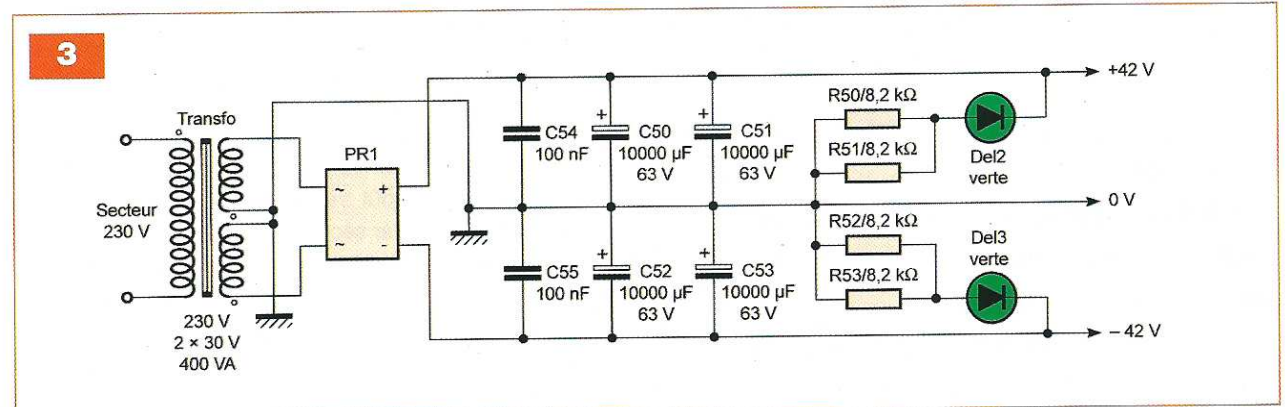 3
Transfo
Secteur
230 V
230 V
2 × 30 V
400 VA
PR1
~ +
~ -
C54
100 nF
+
C50
10000 µF
63 V
+
C51
10000 µF
63 V
C55
100 nF
+
C52
10000 µF
63 V
+
C53
10000 µF
63 V
R50/8,2 kΩ
R51/8,2 kΩ
Del2
verte
R52/8,2 kΩ
R53/8,2 kΩ
Del3
verte
+42 V
0 V
– 42 V